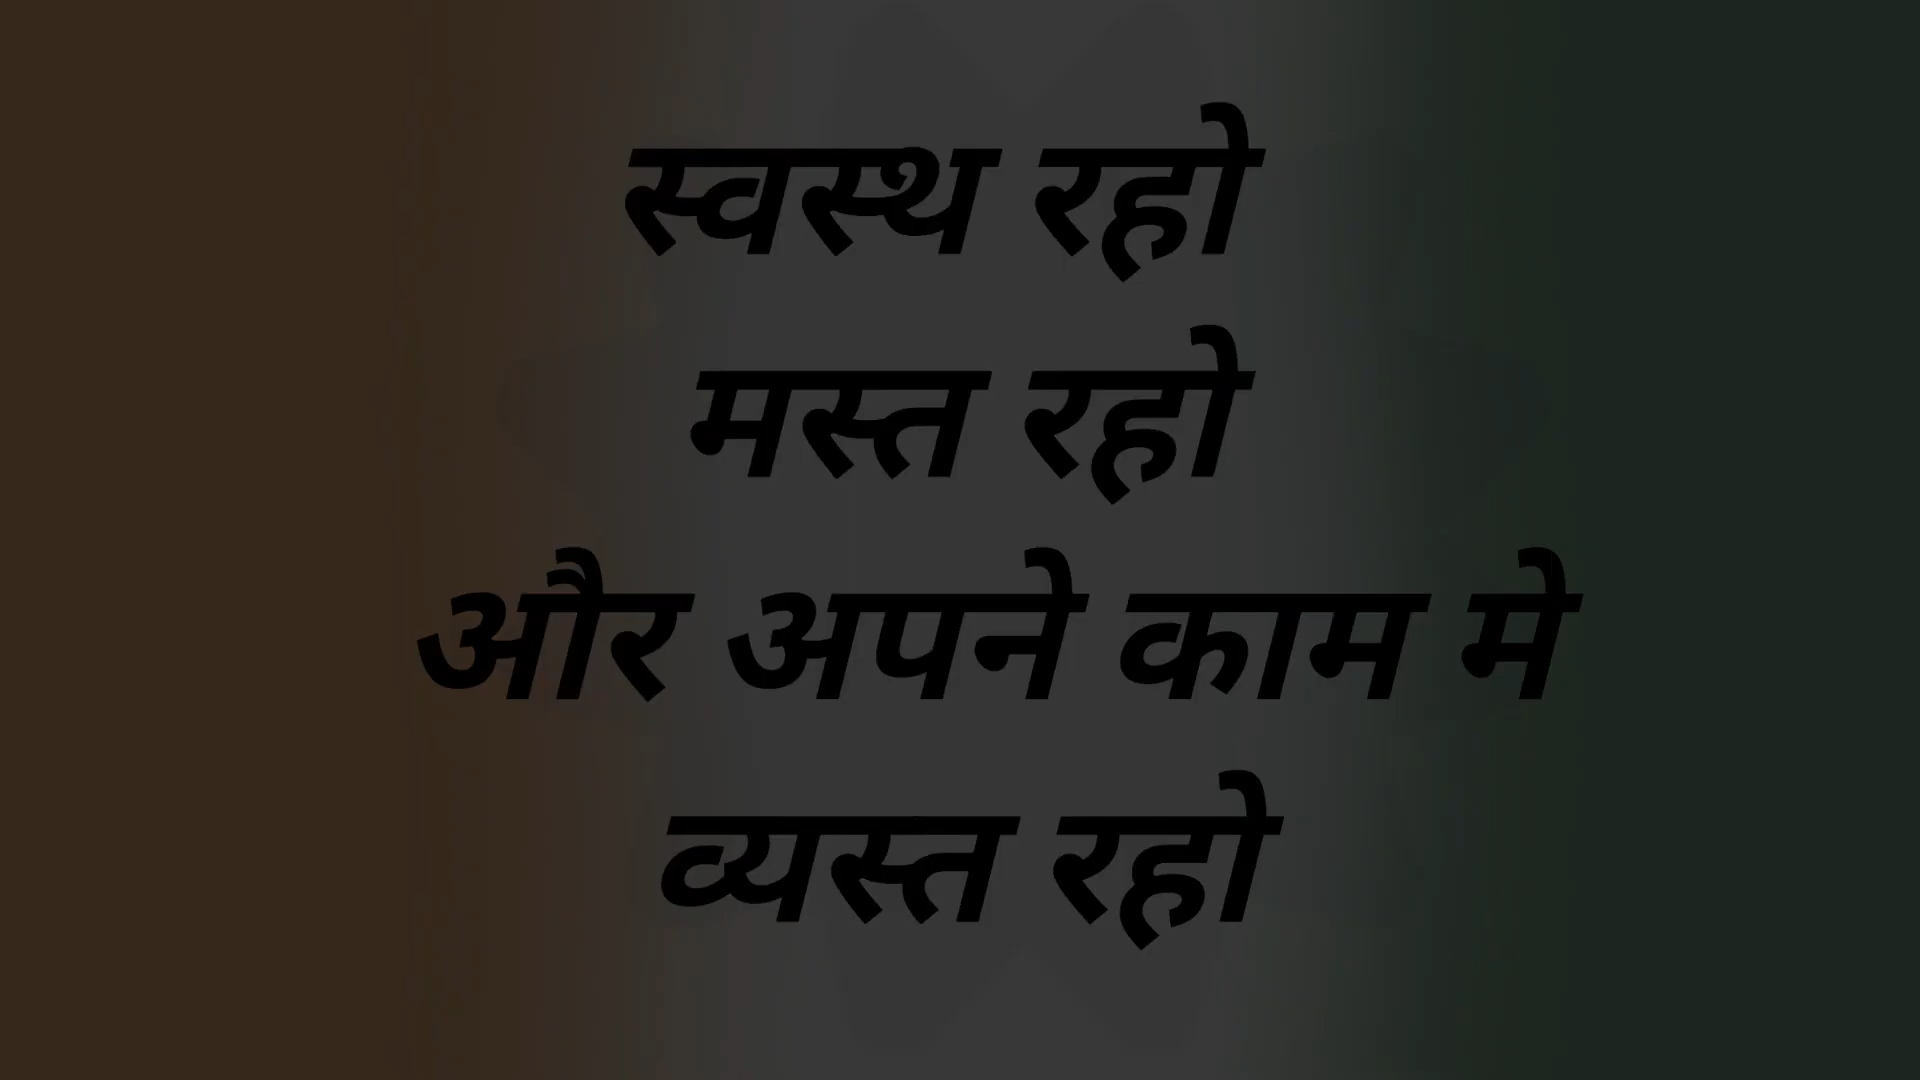 स्वस्थ रहो
मस्त रहो
और अपने काम मे
व्यस्त रहो